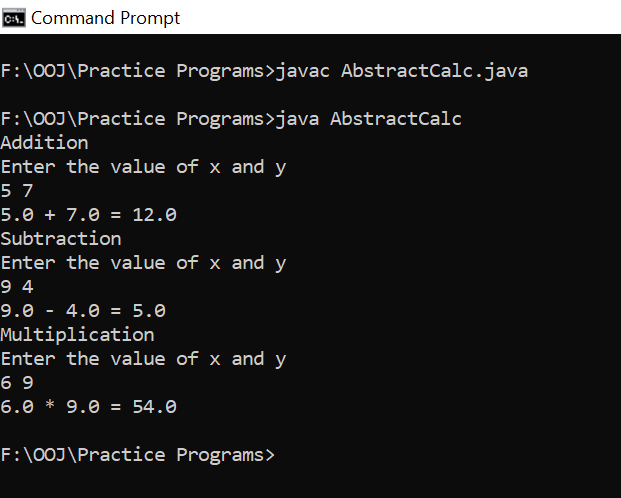 Command Prompt
F:\OOJ\Practice Programs>javac AbstractCalc.java
F:\OOJ\Practice Programs>java AbstractCalc
Addition
Enter the value of x and y
5 7
5.0 + 7.0 = 12.0
Subtraction
Enter the value of x and y
9 4
9.0 - 4.0 = 5.0
Multiplication
Enter the value of x and y
6 9
6.0 * 9.0 = 54.0
F:\OOJ\Practice Programs>